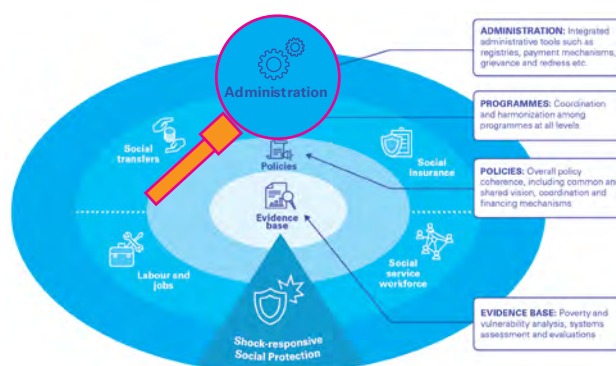 Administration
Social
transfers
Policies
Social
insurance
Evidence
base
Labour and
jobs
Social
service
workforce
Shock-responsive
Social Protection
ADMINISTRATION: Integrated
administrative tools such as
registries, payment mechanisms,
grievance and redress etc.
PROGRAMMES: Coordination
and harmonization among
programmes at all levels
POLICIES: Overall policy
coherence, including common an
shared vision, coordination and
financing mechanisms
EVIDENCE BASE: Poverty and
vulnerability analysis, systems
assessment and evaluations